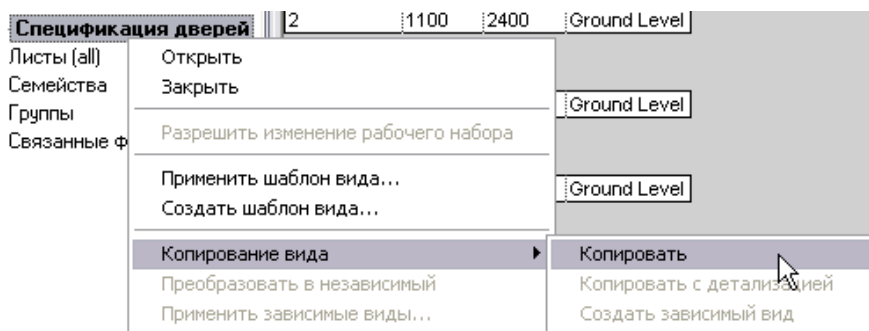 Спецификация дверей 2 1100 2400 Ground Level
Листы (all) Открыть
Семейства Закрыть
Группы Ground Level
Связанные ф Разрешить изменение рабочего набора
Применить шаблон вида... Ground Level
Создать шаблон вида...
Копирование вида Копировать
Преобразовать в независимый Копировать с детализацией
Применить зависимые виды... Создать зависимый вид